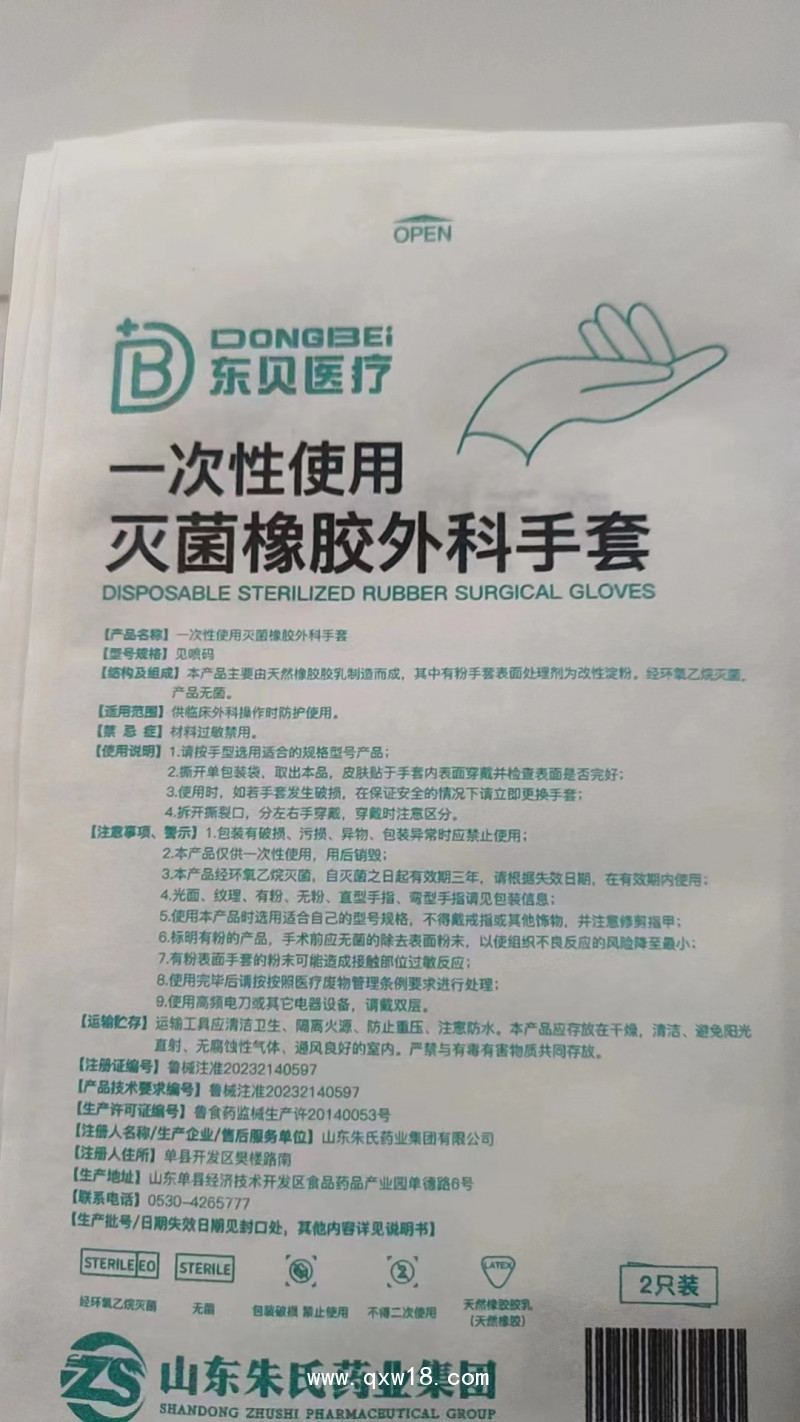 OPEN
DONGBEi
东贝医疗
一次性使用
灭菌橡胶外科手套
DISPOSABLE STERILIZED RUBBER SURGICAL GLOVES
【产品名称】一次性使用灭菌橡胶外科手套
【型号规格】见喷码
【结构及组成】本产品主要由天然橡胶胶乳制造而成，其中有粉手套表面处理剂为改性淀粉。经环氧乙烷灭菌，
产品无菌。
【适用范围】供临床外科操作时防护使用。
【禁 忌 症】材料过敏禁用。
【使用说明】1.请按手型选用适合的规格型号产品；
2.撕开单包装袋，取出本品，皮肤贴于手套内表面穿戴并检查表面是否完好；
3.使用时，如若手套发生破损，在保证安全的情况下请立即更换手套；
4.拆开撕裂口，分左右手穿戴，穿戴时注意区分。
【注意事项、警示】1.包装有破损、污损、异物、包装异常时应禁止使用；
2.本产品仅供一次性使用，用后销毁；
3.本产品经环氧乙烷灭菌，自灭菌之日起有效期三年，请根据失效日期，在有效期内使用；
4.光面、纹理、有粉、无粉、直型手指、弯型手指请见包装信息；
5.使用本产品时选用适合自己的型号规格，不得戴戒指或其他饰物，并注意修剪指甲；
6.标明有粉的产品，手术前应无菌的除去表面粉末，以使组织不良反应的风险降至最小；
7.有粉表面手套的粉末可能造成接触部位过敏反应；
8.使用完毕后请按按照医疗废物管理条例要求进行处理；
9.使用高频电刀或其它电器设备，请戴双层。
【运输贮存】运输工具应清洁卫生、隔离火源、防止重压、注意防水。本产品应存放在干燥，清洁、避免阳光
直射、无腐蚀性气体、通风良好的室内。严禁与有毒有害物质共同存放。
【注册证编号】鲁械注准20232140597
【产品技术要求编号】鲁械注准20232140597
【生产许可证编号】鲁食药监械生产许20140053号
【注册人名称/生产企业/售后服务单位】山东朱氏药业集团有限公司
【注册人住所】单县开发区樊楼路南
【生产地址】山东单县经济技术开发区食品药品产业园单德路6号
【联系电话】0530-4265777
【生产批号/日期失效日期见封口处，其他内容详见说明书】
STERILE EO
STERILE
LATEX
经环氧乙烷灭菌
无菌
包装破损 禁止使用
不得二次使用
天然橡胶胶乳
(天然橡胶)
2只装
ZS
山东朱氏药业集团
www.qxw18.com
SHANDONG ZHUSHI PHARMACEUTICAL GROUP